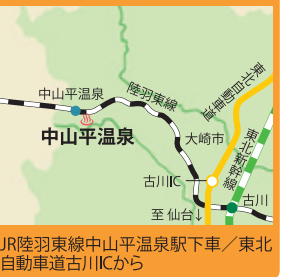 中山平温泉
陸羽東線
東北自動車道
中山平温泉
大崎市
東北新幹線
古川IC
古川
至 仙台↓
JR陸羽東線中山平温泉駅下車／東北
自動車道古川ICから